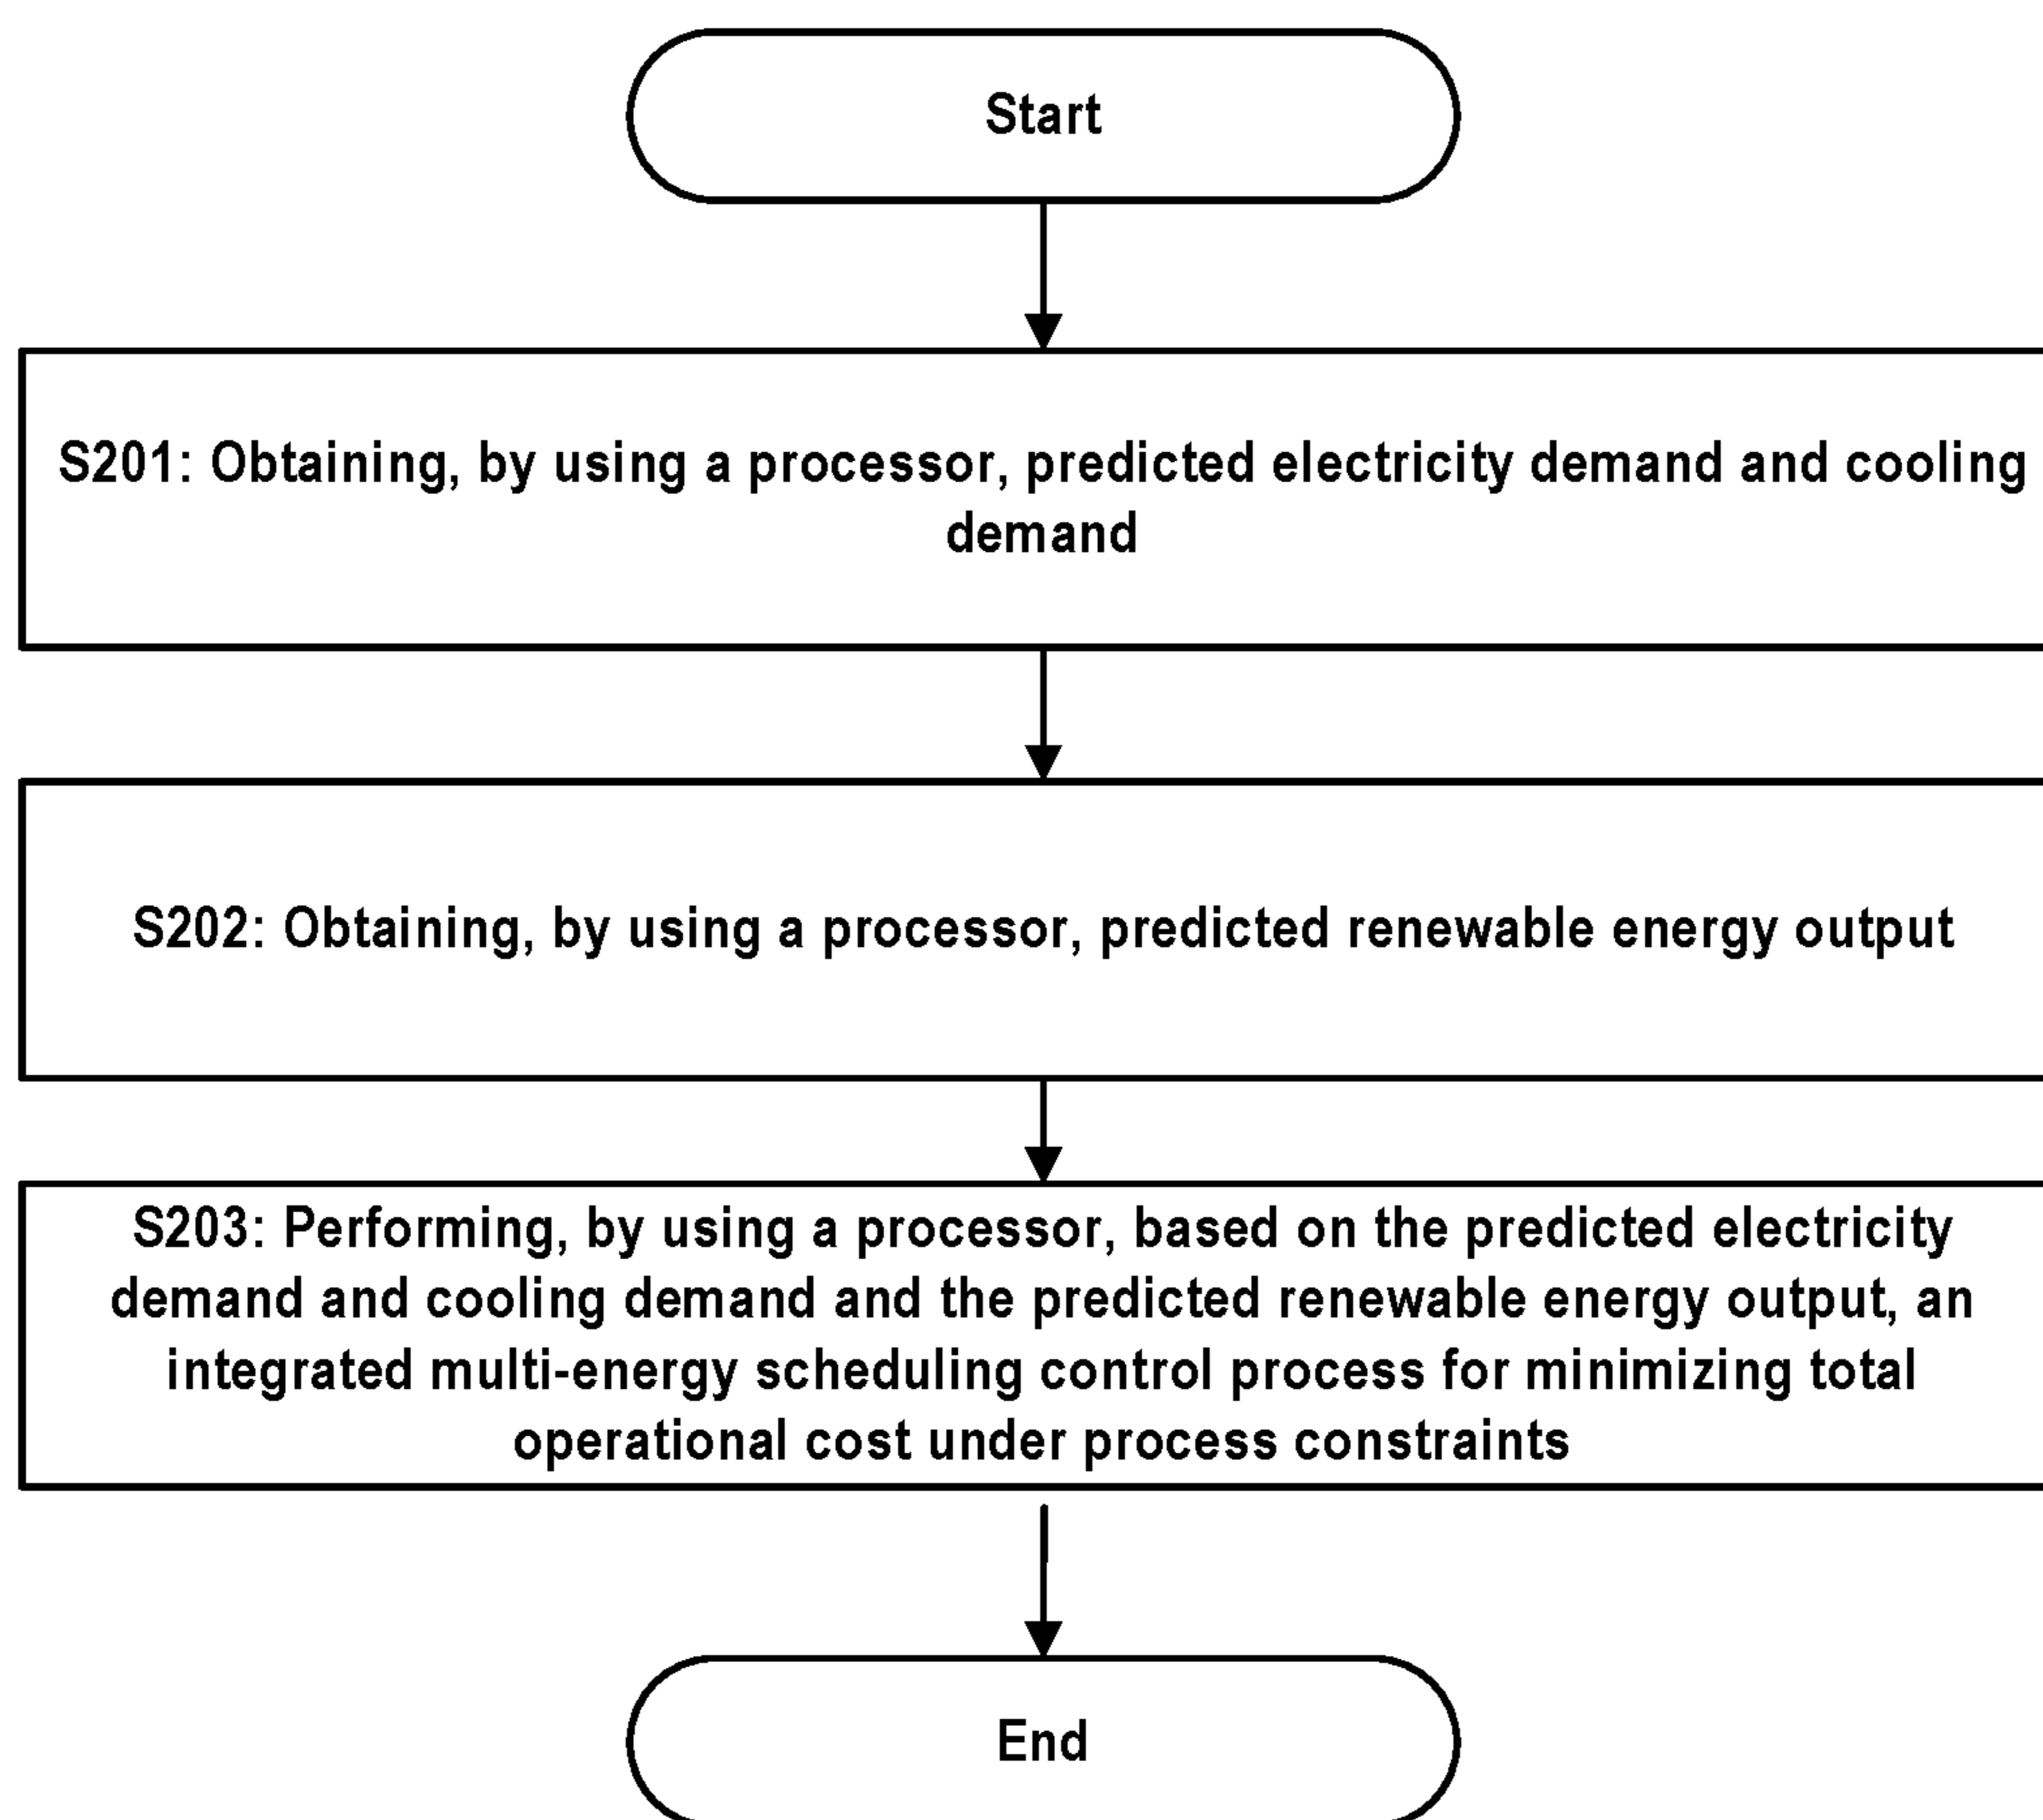 Start
S201: Obtaining, by using a processor, predicted electricity demand and cooling
demand
S202: Obtaining, by using a processor, predicted renewable energy output
S203: Performing, by using a processor, based on the predicted electricity
demand and cooling demand and the predicted renewable energy output, an
integrated multi-energy scheduling control process for minimizing total
operational cost under process constraints
End